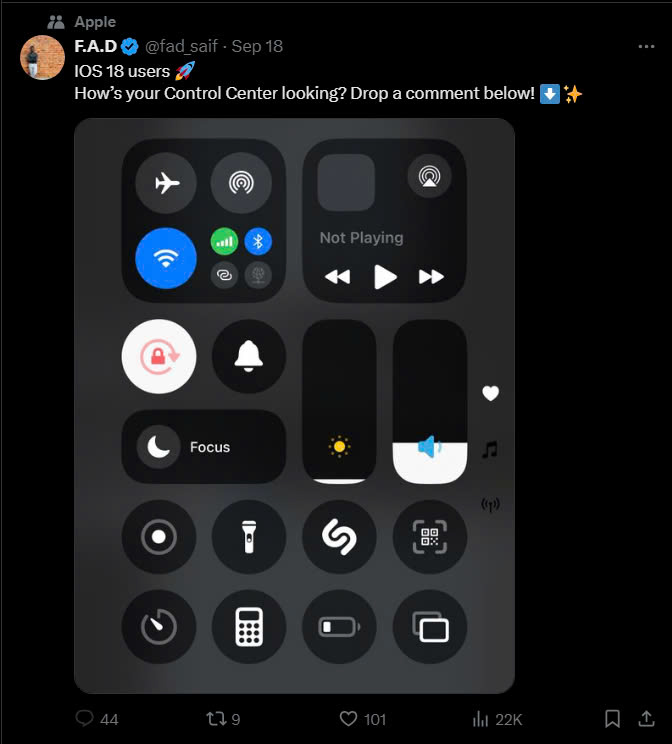 Apple
F.A.D @fad_saif · Sep 18
IOS 18 users 🚀
How’s your Control Center looking? Drop a comment below! ⬇️✨
Not Playing
Focus
44 9 101 22K